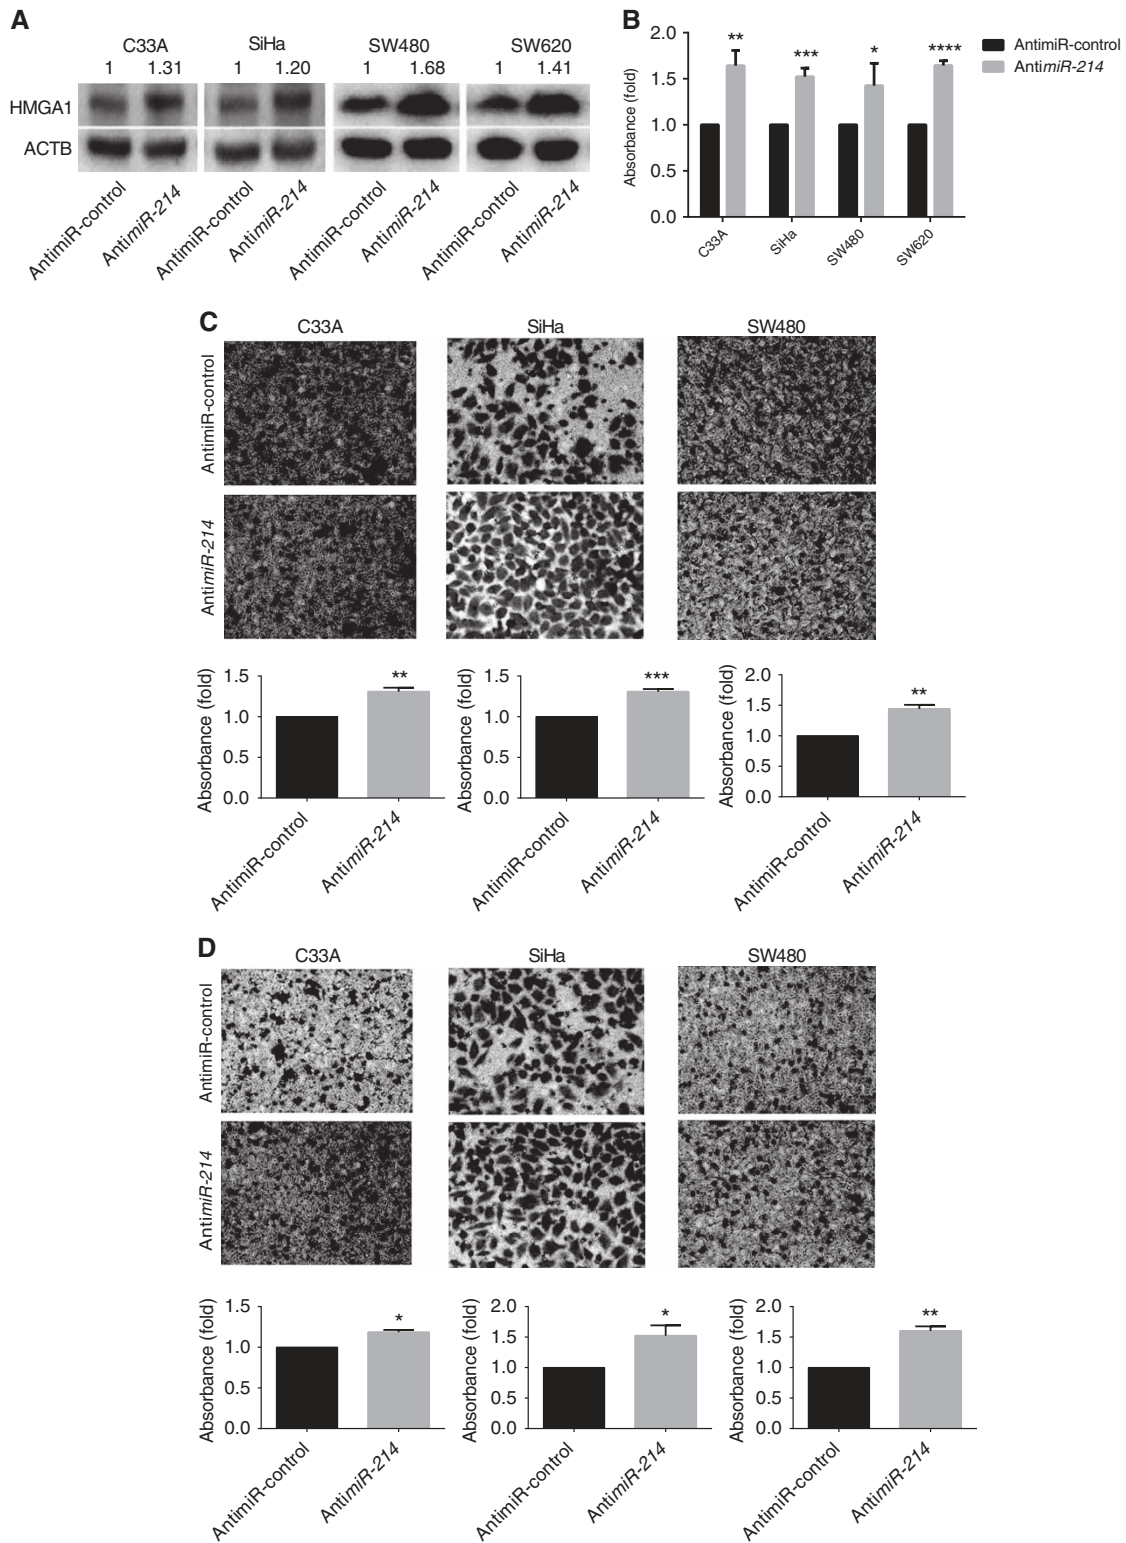 A
C33A SiHa SW480 SW620
1 1.31 1 1.20 1 1.68 1 1.41
HMGA1
ACTB
AntimiR-control
AntimiR-214
AntimiR-control
AntimiR-214
AntimiR-control
AntimiR-214
AntimiR-control
AntimiR-214
B
Absorbance (fold)
2.0
1.5
1.0
0.5
0.0
** *** * ****
C33A
SiHa
SW480
SW620
AntimiR-control
AntimiR-214
C
C33A SiHa SW480
AntimiR-control
AntimiR-214
Absorbance (fold)
1.5
1.0
0.5
0.0
**
AntimiR-control
AntimiR-214
Absorbance (fold)
1.5
1.0
0.5
0.0
***
AntimiR-control
AntimiR-214
Absorbance (fold)
2.0
1.5
1.0
0.5
0.0
**
AntimiR-control
AntimiR-214
D
C33A SiHa SW480
AntimiR-control
AntimiR-214
Absorbance (fold)
1.5
1.0
0.5
0.0
*
AntimiR-control
AntimiR-214
Absorbance (fold)
2.0
1.5
1.0
0.5
0.0
*
AntimiR-control
AntimiR-214
Absorbance (fold)
2.0
1.5
1.0
0.5
0.0
**
AntimiR-control
AntimiR-214